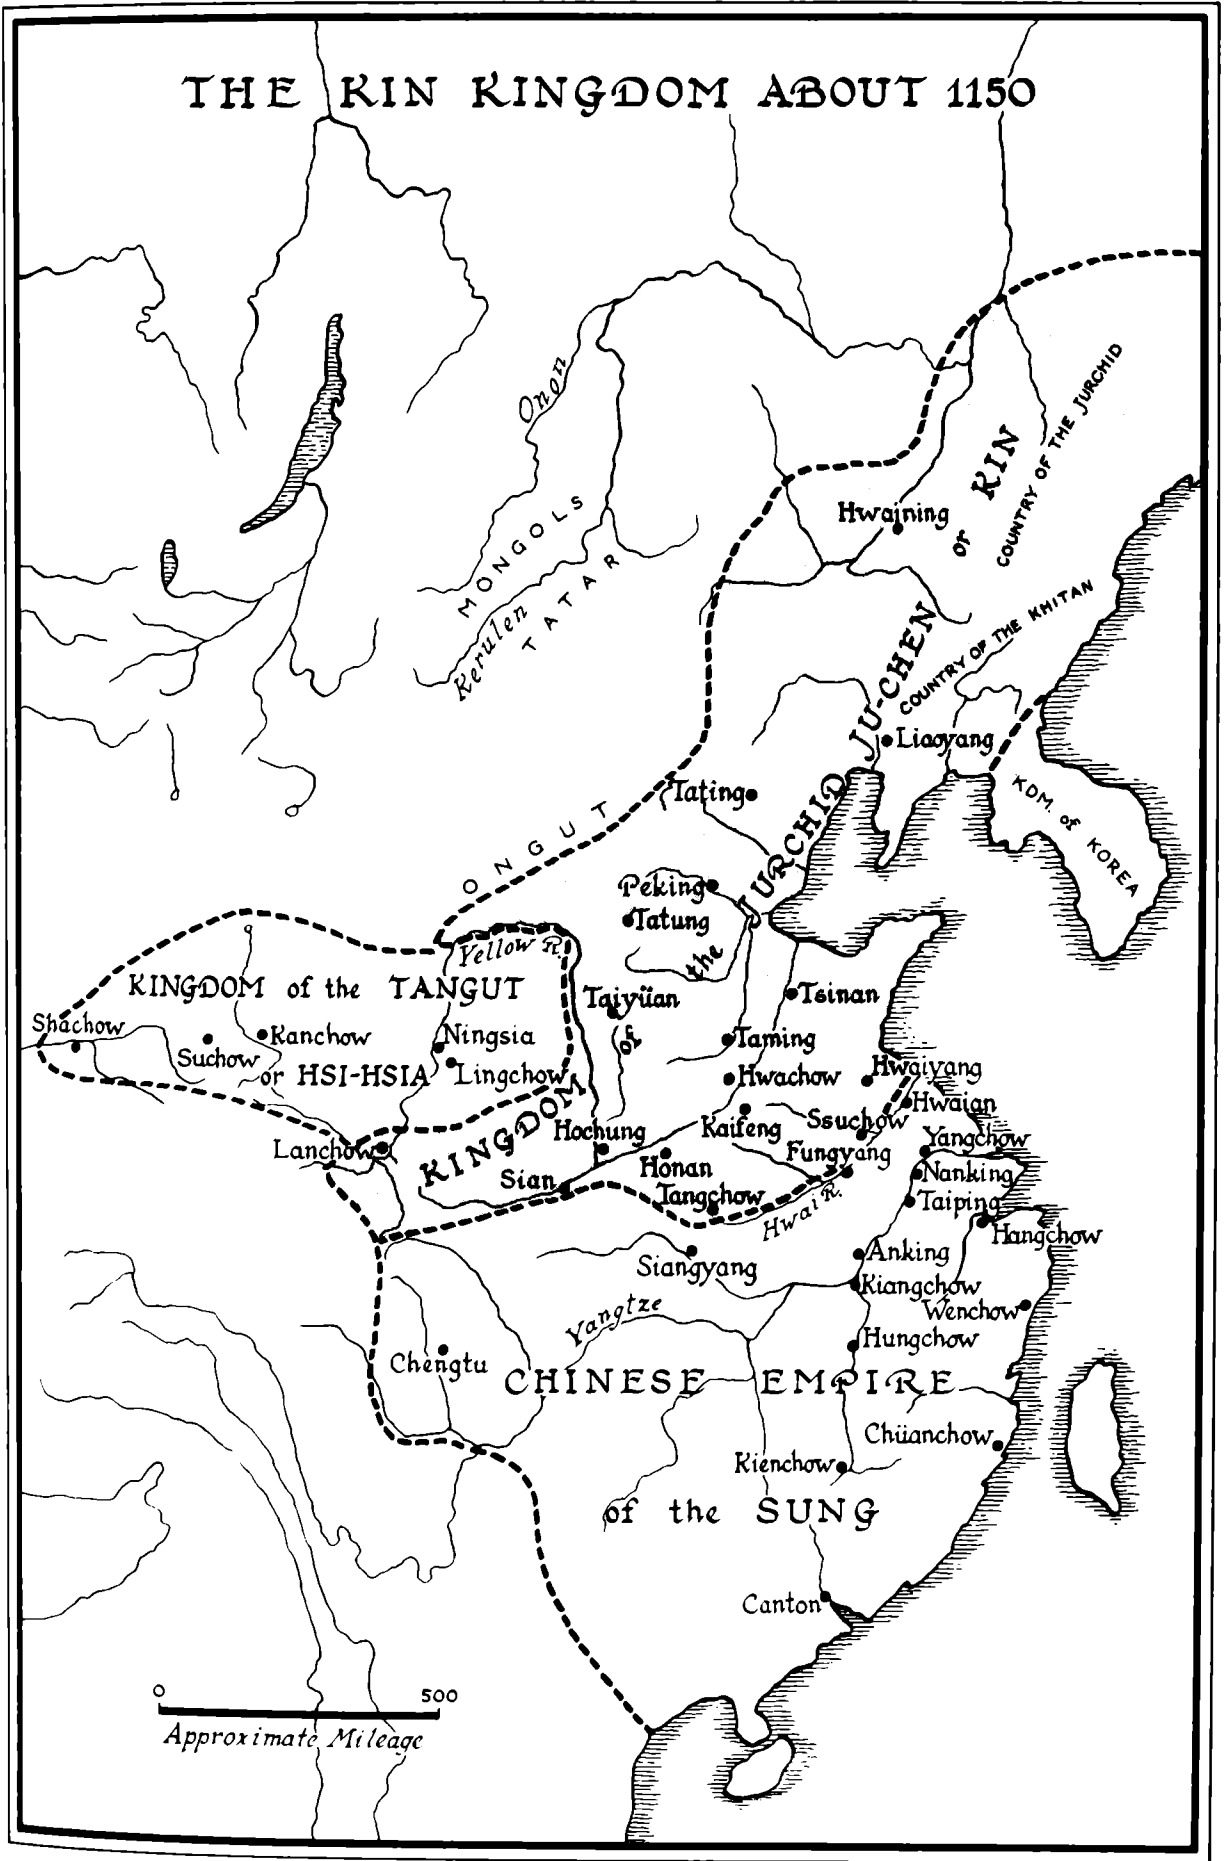 THE KIN KINGDOM ABOUT 1150
Onon
MONGOLS
Kerulen
TATAR
Hwaining
or KIN
COUNTRY OF THE JURCHID
COUNTRY OF THE KHITAN
KINGDOM of the JURCHID JU-CHEN
Liaoyang
Tating
KDM. of KOREA
ONGUT
Peking
Tatung
Yellow R.
KINGDOM of the TANGUT
Taiyüan
Tsinan
Shachow
Suchow
Kanchow
Ningsia
or HSI-HSIA
Lingchow
Taming
Hwachow
Hwaiyang
Hwaian
Lanchow
Hochung
Kaifeng
Ssuchow
Fungyang
Yangchow
Sian
Honan
Tangchow
Nanking
Taiping
Hwai R.
Hangchow
Siangyang
Anking
Kiangchow
Wenchow
Yangtze
Hungchow
Chengtu
CHINESE EMPIRE
Chüanchow
Kienchow
of the SUNG
Canton
0 500
Approximate Mileage